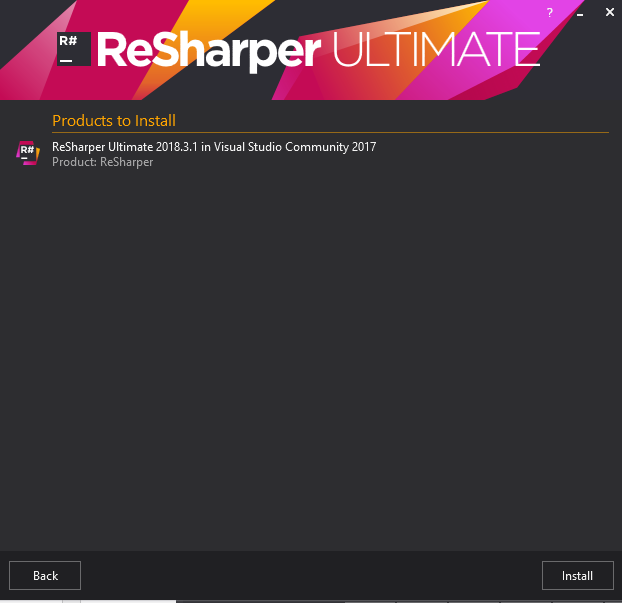 ?
R# ReSharper ULTIMATE
Products to Install
R# ReSharper Ultimate 2018.3.1 in Visual Studio Community 2017
Product: ReSharper
Back
Install